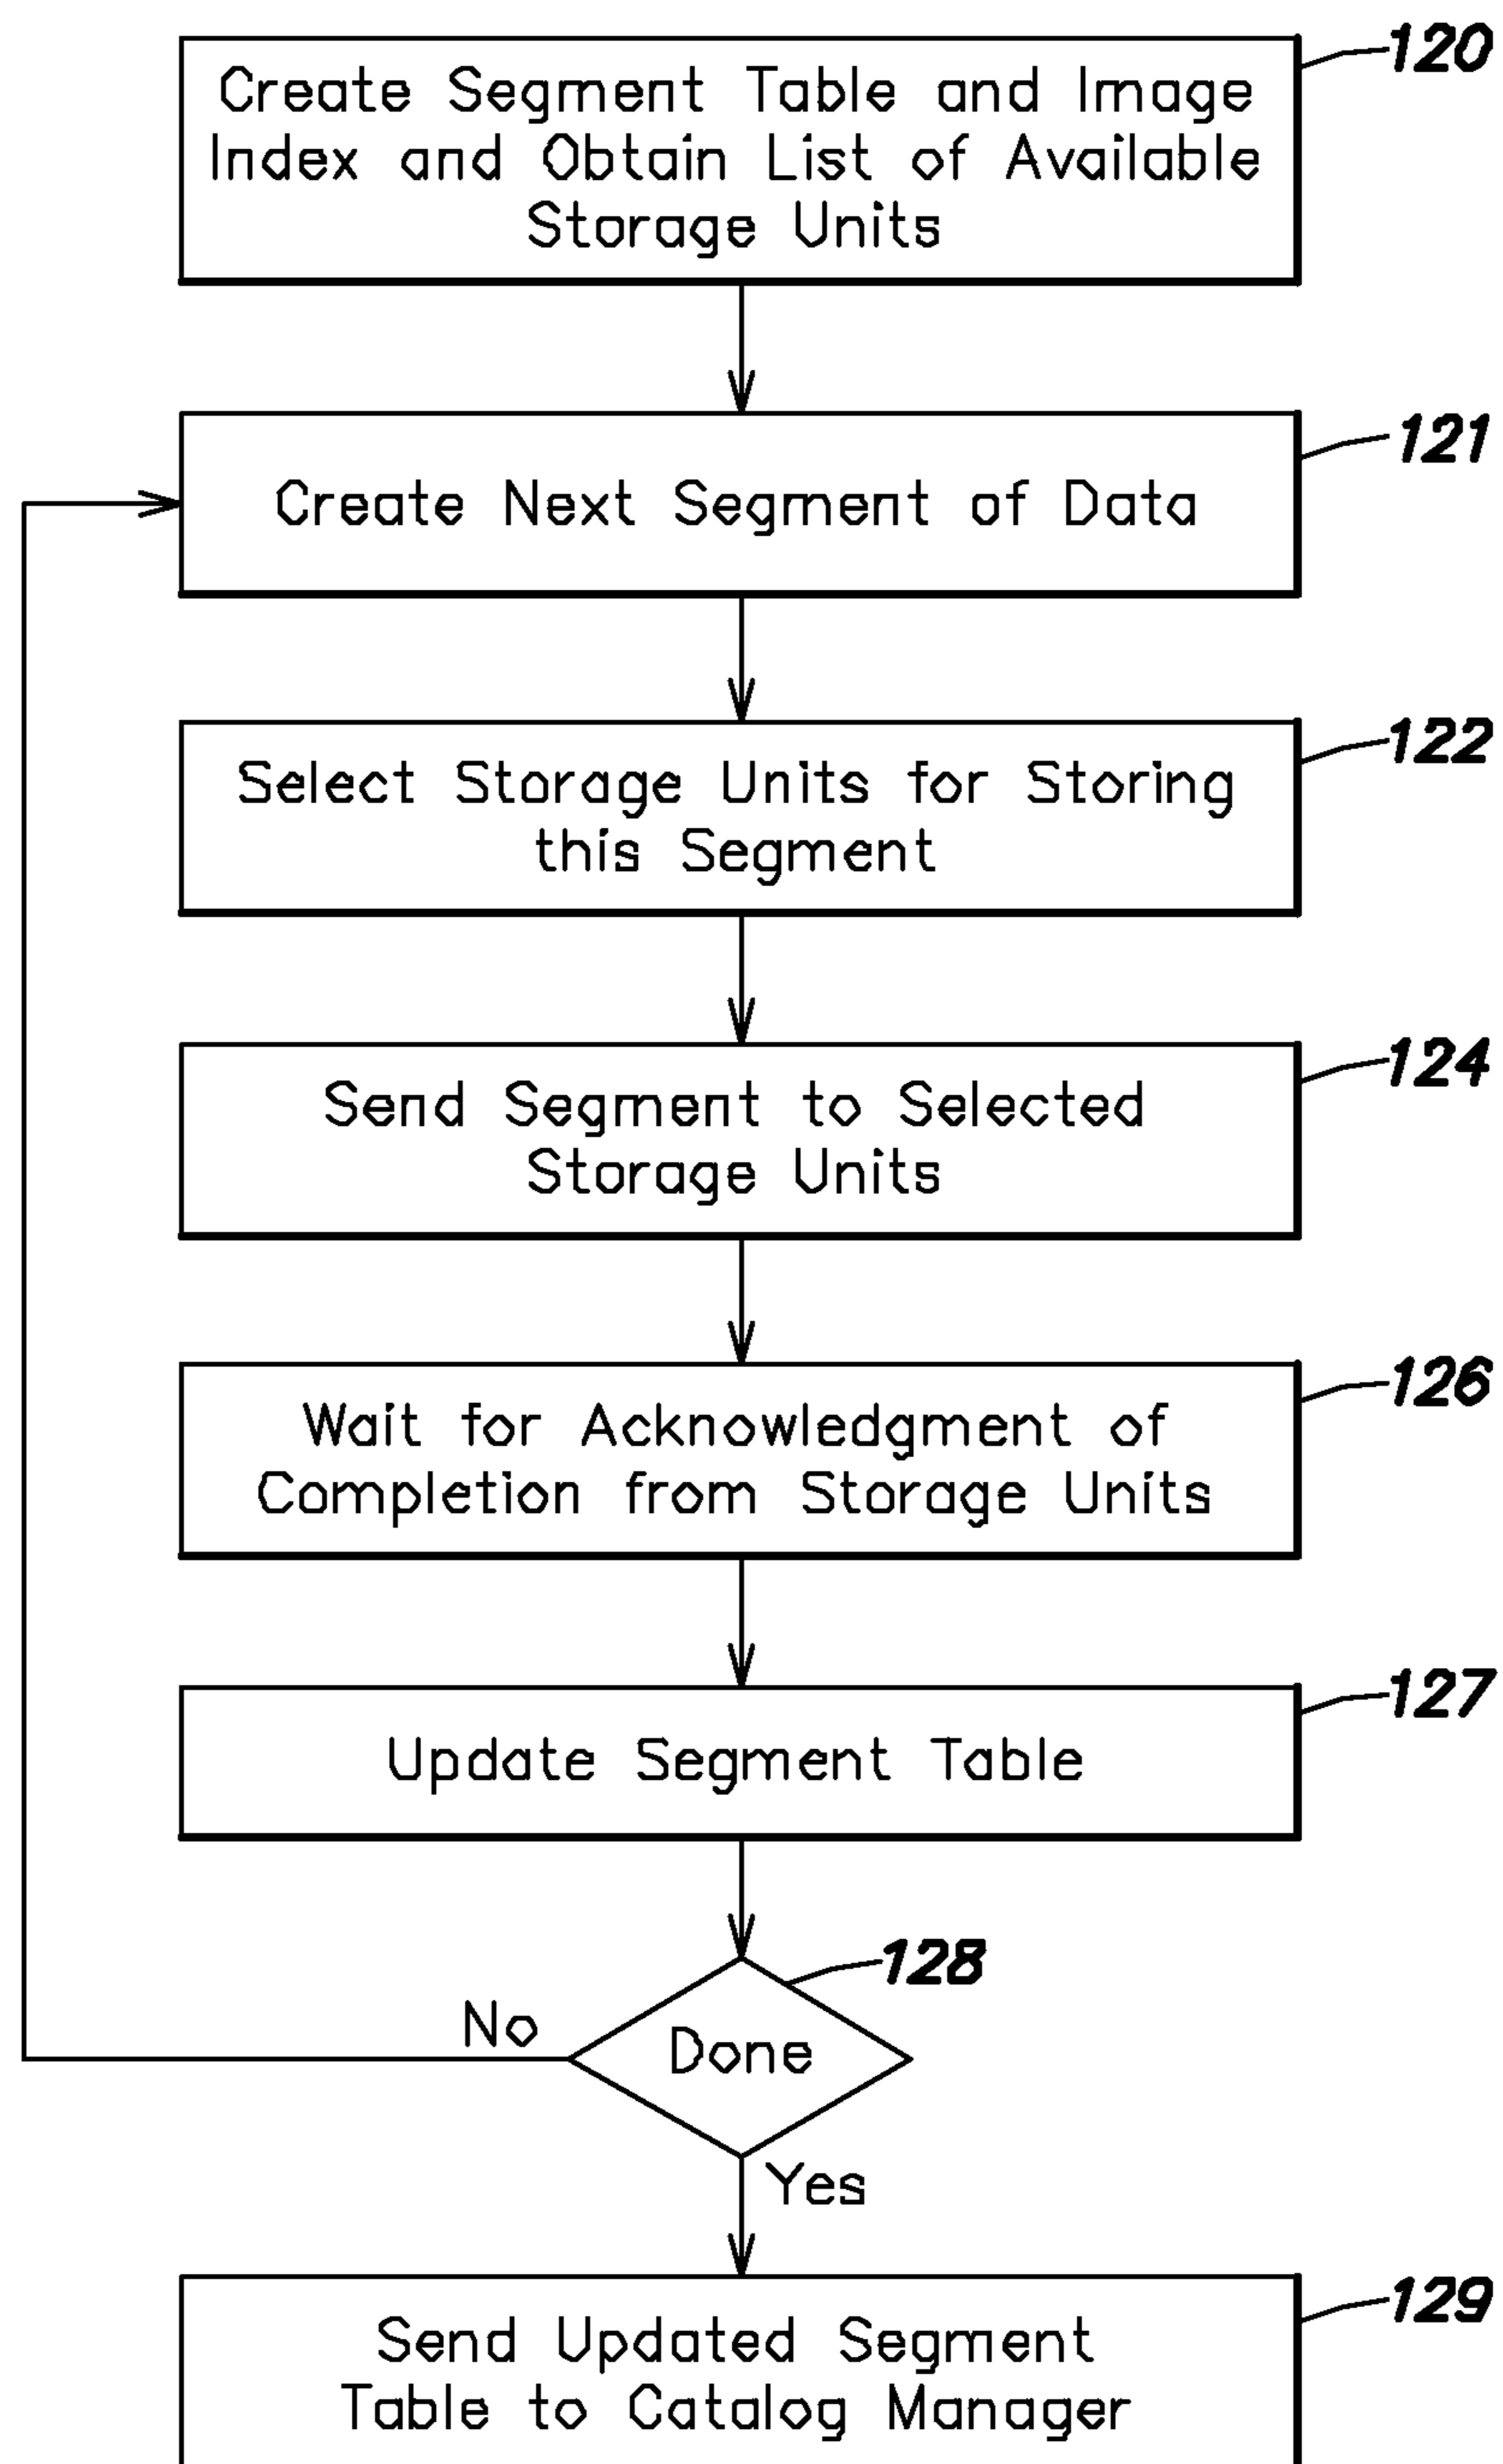 120
Create Segment Table and Image
Index and Obtain List of Available
Storage Units
121
Create Next Segment of Data
122
Select Storage Units for Storing
this Segment
124
Send Segment to Selected
Storage Units
126
Wait for Acknowledgment of
Completion from Storage Units
127
Update Segment Table
128
No
Done
Yes
129
Send Updated Segment
Table to Catalog Manager